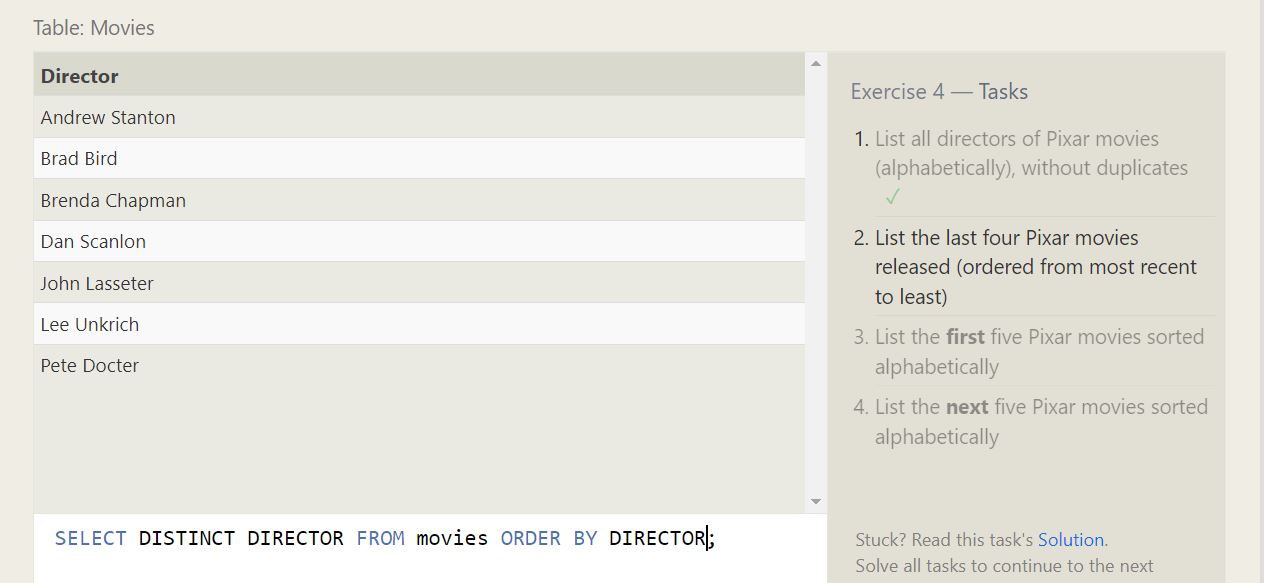 Table: Movies
Director
Andrew Stanton
Brad Bird
Brenda Chapman
Dan Scanlon
John Lasseter
Lee Unkrich
Pete Docter
SELECT DISTINCT DIRECTOR FROM movies ORDER BY DIRECTOR;
Exercise 4 — Tasks
1. List all directors of Pixar movies
(alphabetically), without duplicates
✓
2. List the last four Pixar movies
released (ordered from most recent
to least)
3. List the first five Pixar movies sorted
alphabetically
4. List the next five Pixar movies sorted
alphabetically
Stuck? Read this task's Solution.
Solve all tasks to continue to the next